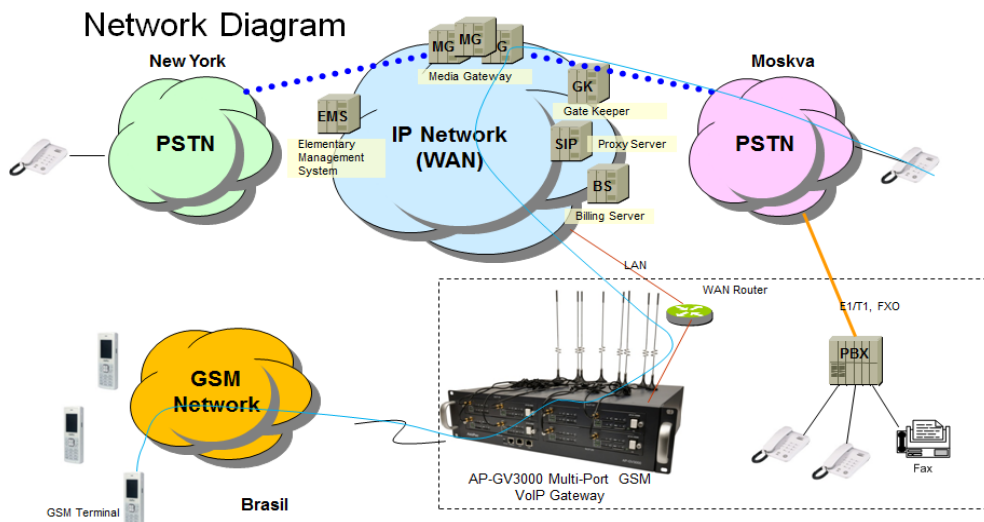 Network Diagram
New York
MG
MG
G
Media Gateway
Moskva
GK
Gate Keeper
EMS
Elementary
Management
System
PSTN
IP Network
(WAN)
SIP
Proxy Server
PSTN
BS
Billing Server
LAN
WAN Router
E1/T1, FXO
PBX
GSM
Network
Fax
AP-GV3000 Multi-Port GSM
VoIP Gateway
GSM Terminal
Brasil